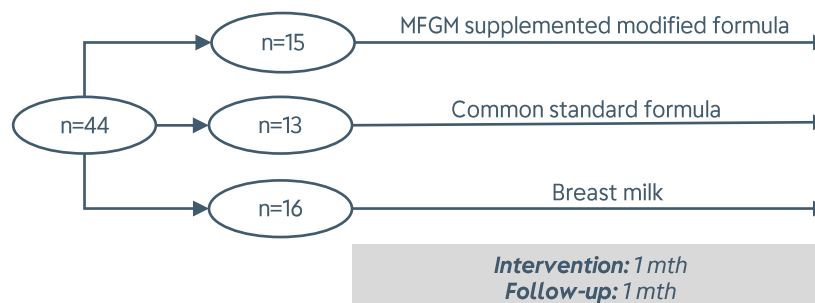 n=15
MFGM supplemented modified formula
n=44
n=13
Common standard formula
n=16
Breast milk
Intervention: 1 mth
Follow-up: 1 mth